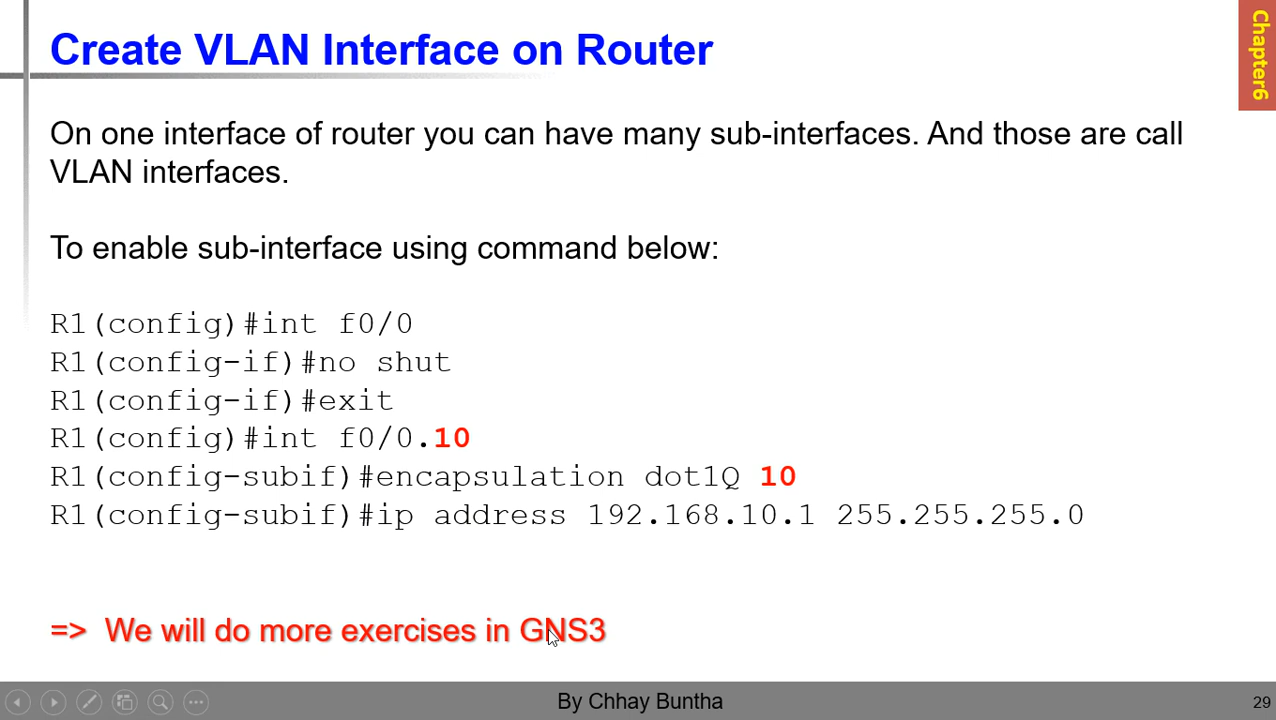 Create VLAN Interface on Router
Chapter6
On one interface of router you can have many sub-interfaces. And those are call
VLAN interfaces.
To enable sub-interface using command below:
R1(config)#int f0/0
R1(config-if)#no shut
R1(config-if)#exit
R1(config)#int f0/0.10
R1(config-subif)#encapsulation dot1Q 10
R1(config-subif)#ip address 192.168.10.1 255.255.255.0
=> We will do more exercises in GNS3
By Chhay Buntha
29